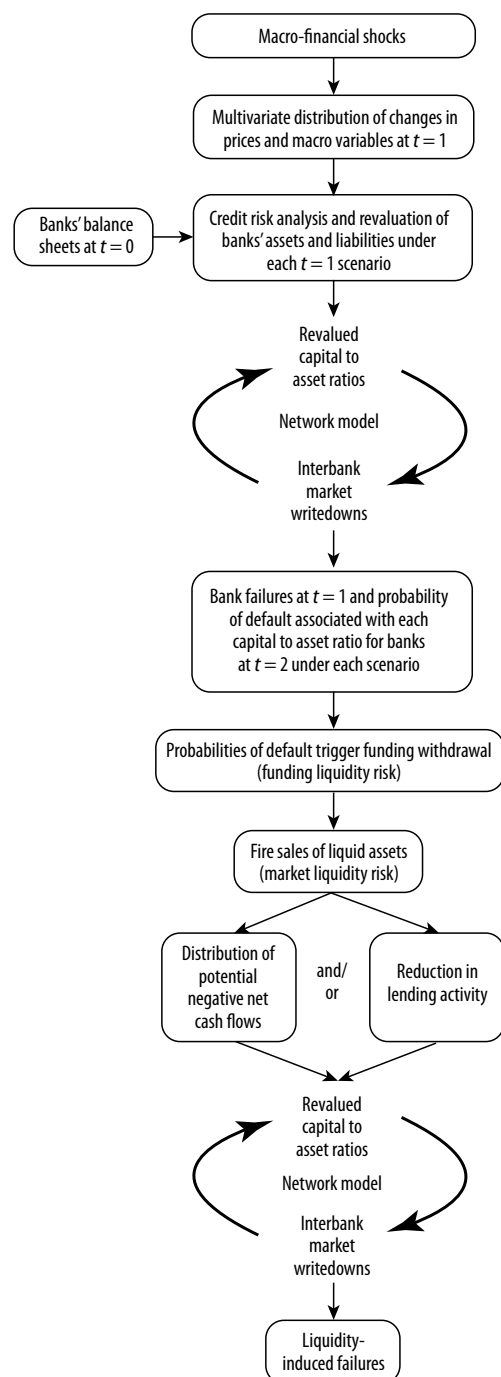 Macro-financial shocks
Multivariate distribution of changes in
prices and macro variables at t = 1
Banks’ balance
sheets at t = 0
Credit risk analysis and revaluation of
banks’ assets and liabilities under
each t = 1 scenario
Revalued
capital to
asset ratios
Network model
Interbank
market
writedowns
Bank failures at t = 1 and probability
of default associated with each
capital to asset ratio for banks
at t = 2 under each scenario
Probabilities of default trigger funding withdrawal
(funding liquidity risk)
Fire sales of liquid assets
(market liquidity risk)
Distribution of
potential
negative net
cash flows
and/
or
Reduction in
lending activity
Revalued
capital to
asset ratios
Network model
Interbank
market
writedowns
Liquidity-
induced failures